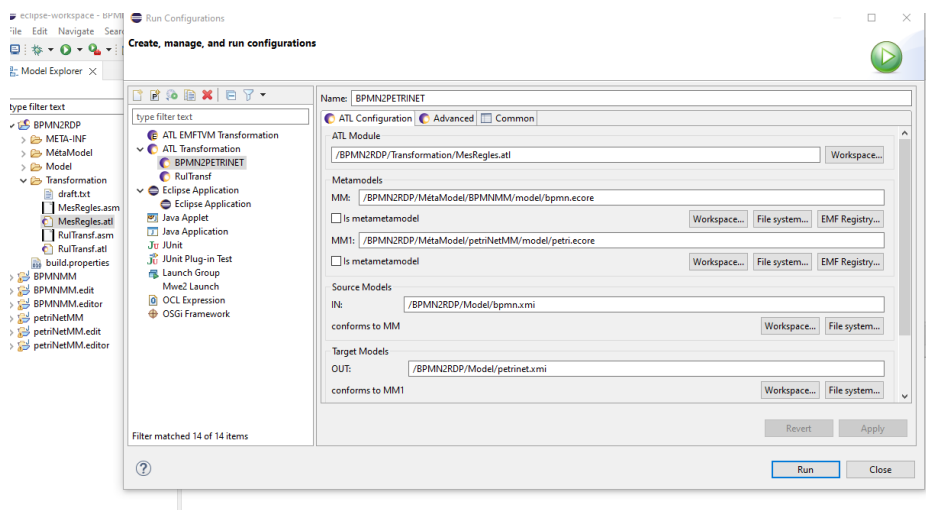 eclipse-workspace - BPMN
File Edit Navigate Sear
Model Explorer
type filter text
BPMN2RDP
META-INF
MétaModel
Model
Transformation
draft.txt
MesRegles.asm
MesRegles.atl
RulTransf.asm
RulTransf.atl
build.properties
BPMNMM
BPMNMM.edit
BPMNMM.editor
petriNetMM
petriNetMM.edit
petriNetMM.editor
Run Configurations
Create, manage, and run configurations
type filter text
ATL EMFTVM Transformation
ATL Transformation
BPMN2PETRINET
RulTransf
Eclipse Application
Eclipse Application
Java Applet
Java Application
JUnit
JUnit Plug-in Test
Launch Group
Mwe2 Launch
OCL Expression
OSGi Framework
Filter matched 14 of 14 items
Name: BPMN2PETRINET
ATL Configuration Advanced Common
ATL Module
/BPMN2RDP/Transformation/MesRegles.atl Workspace...
Metamodels
MM: /BPMN2RDP/MétaModel/BPMNMM/model/bpmn.ecore
Is metametamodel Workspace... File system... EMF Registry...
MM1: /BPMN2RDP/MétaModel/petriNetMM/model/petri.ecore
Is metametamodel Workspace... File system... EMF Registry...
Source Models
IN: /BPMN2RDP/Model/bpmn.xmi
conforms to MM Workspace... File system...
Target Models
OUT: /BPMN2RDP/Model/petrinet.xmi
conforms to MM1 Workspace... File system...
Revert Apply
Run Close